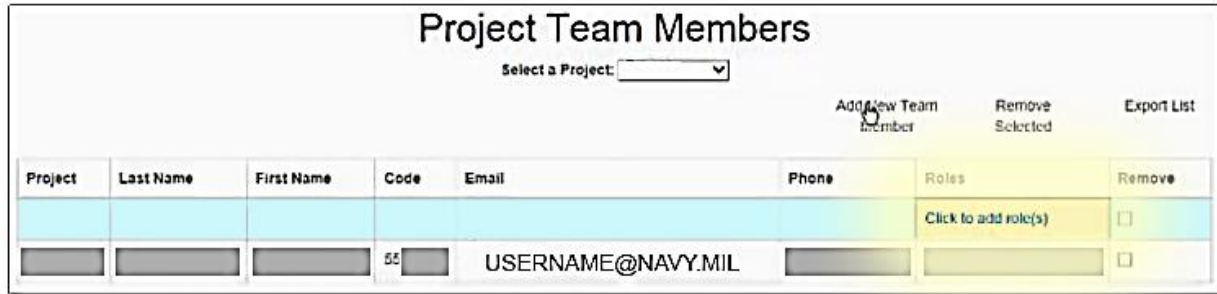 Project Team Members
Select a Project:
Add New Team Remove Export List
Member Selected
Project Last Name First Name Code Email Phone Roles Remove
Click to add role(s)
55 USERNAME@NAVY.MIL